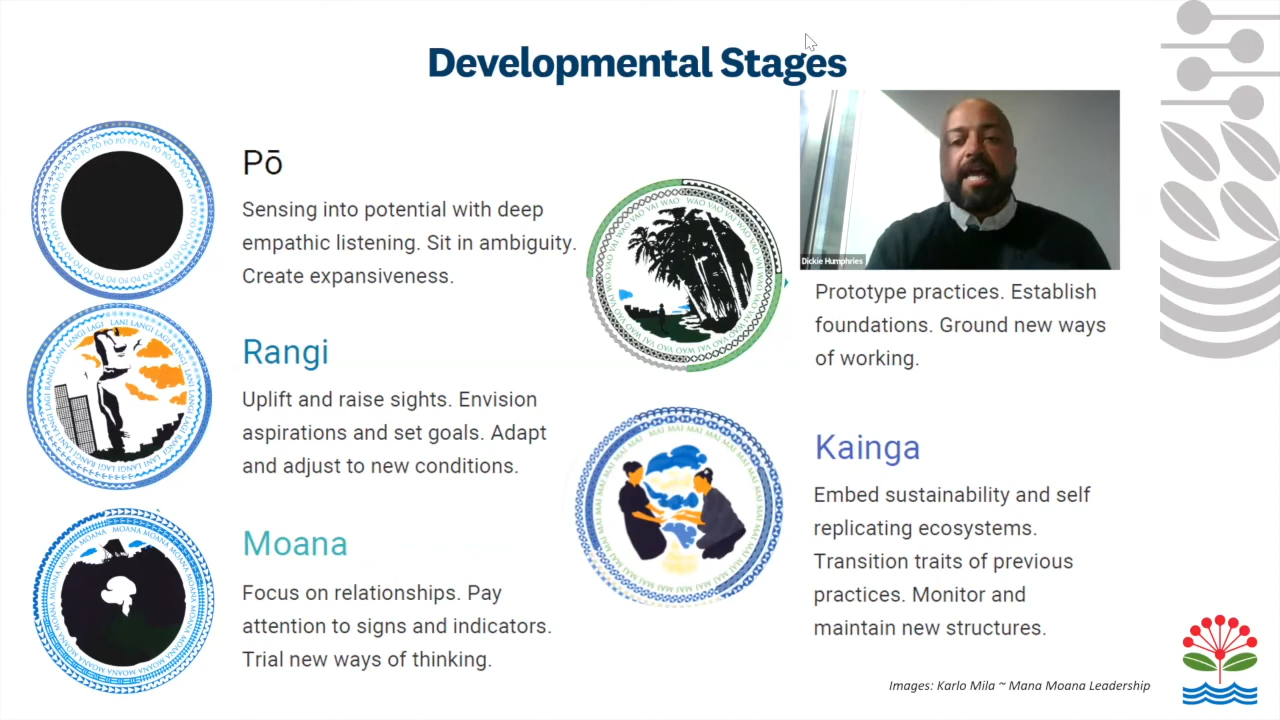 Developmental Stages
Pō
Sensing into potential with deep
empathic listening. Sit in ambiguity.
Create expansiveness.
Rangi
Uplift and raise sights. Envision
aspirations and set goals. Adapt
and adjust to new conditions.
Moana
Focus on relationships. Pay
attention to signs and indicators.
Trial new ways of thinking.
Dickie Humphries
Prototype practices. Establish
foundations. Ground new ways
of working.
Kainga
Embed sustainability and self
replicating ecosystems.
Transition traits of previous
practices. Monitor and
maintain new structures.
Images: Karlo Mila ~ Mana Moana Leadership